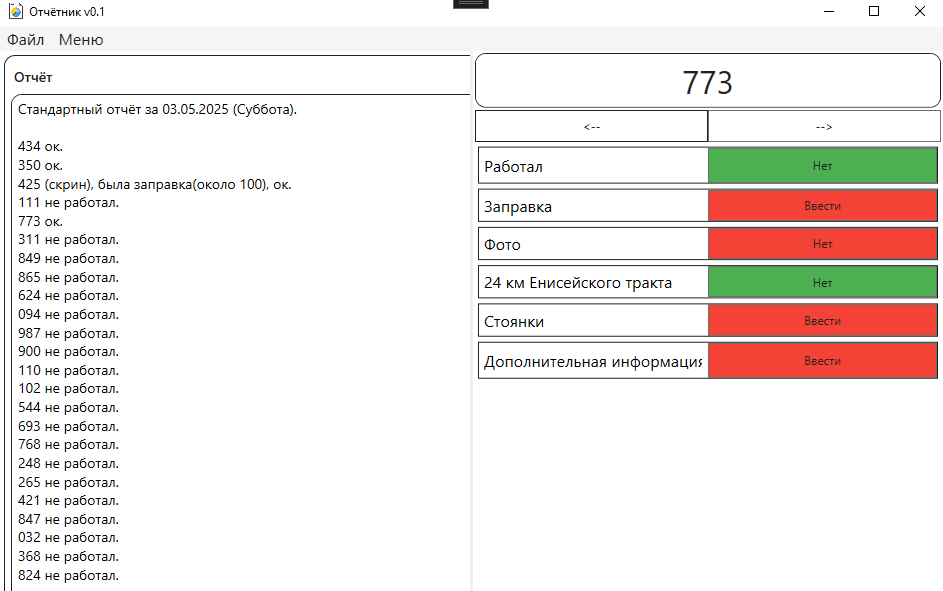 Отчётник v0.1
Файл Меню
Отчёт
Стандартный отчёт за 03.05.2025 (Суббота).
434 ок.
350 ок.
425 (скрин), была заправка(около 100), ок.
111 не работал.
773 ок.
311 не работал.
849 не работал.
865 не работал.
624 не работал.
094 не работал.
987 не работал.
900 не работал.
110 не работал.
102 не работал.
544 не работал.
693 не работал.
768 не работал.
248 не работал.
265 не работал.
421 не работал.
847 не работал.
032 не работал.
368 не работал.
824 не работал.
773
<-- -->
Работал Нет
Заправка Ввести
Фото Нет
24 км Енисейского тракта Нет
Стоянки Ввести
Дополнительная информация Ввести